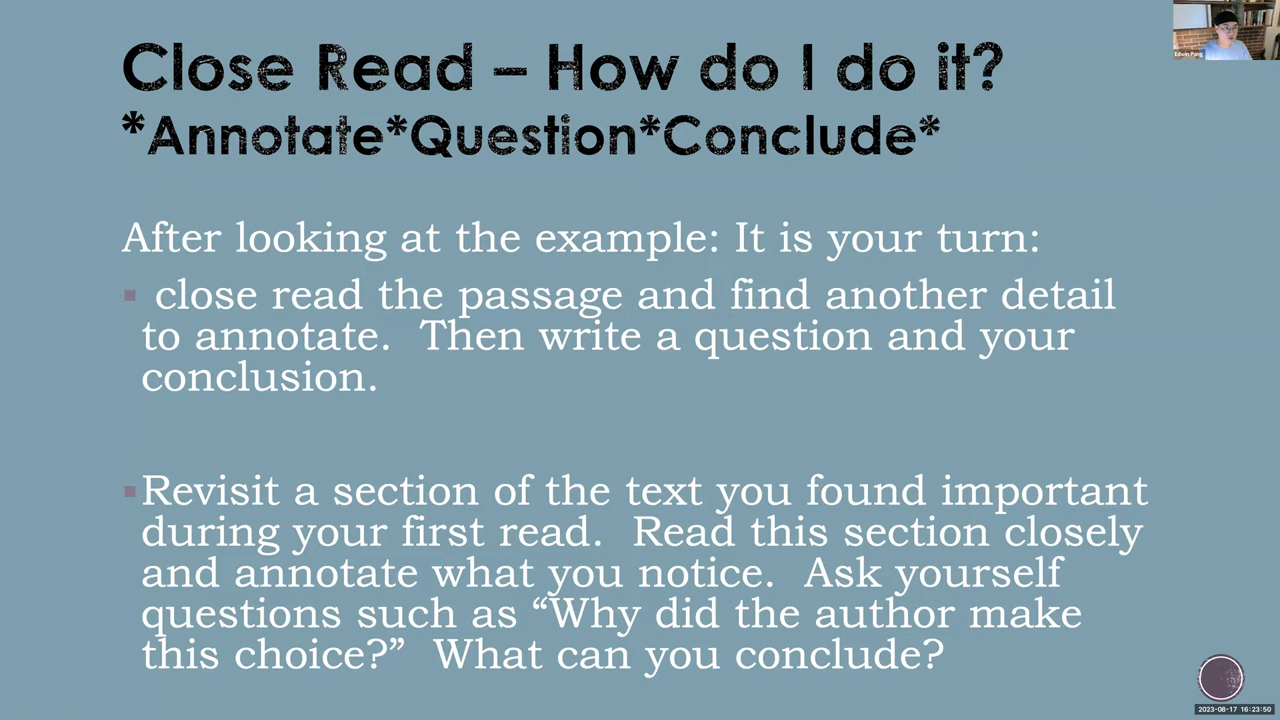 Close Read – How do I do it?
*Annotate*Question*Conclude*
After looking at the example: It is your turn:
close read the passage and find another detail
to annotate.  Then write a question and your
conclusion.
Revisit a section of the text you found important
during your first read.  Read this section closely
and annotate what you notice.  Ask yourself
questions such as “Why did the author make
this choice?”  What can you conclude?
Edwin Pang
2023-08-17 16:23:50